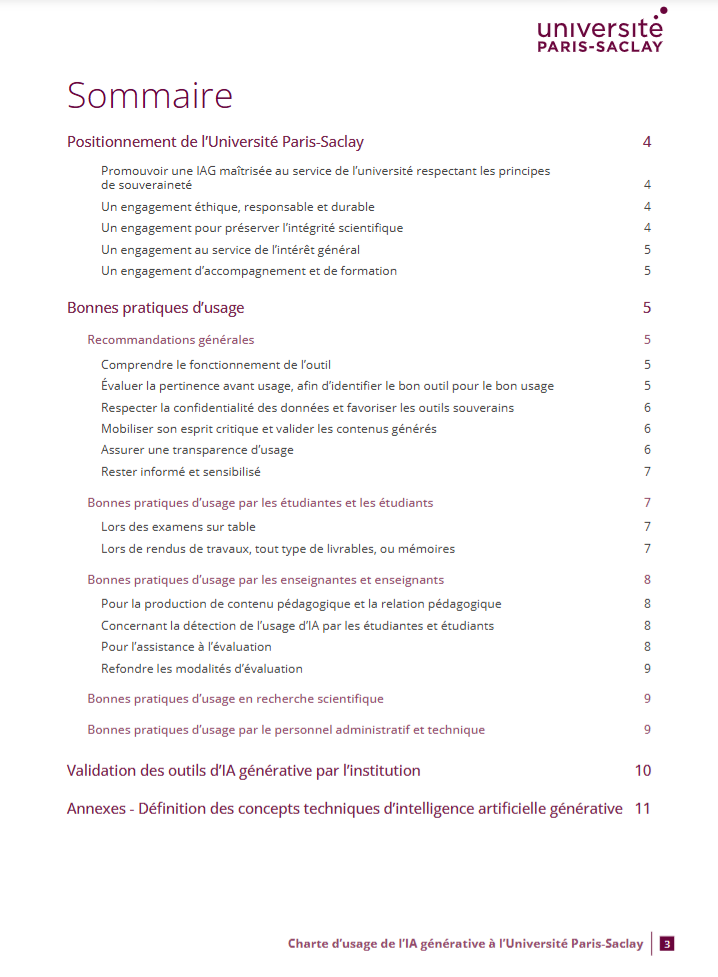 université
PARIS-SACLAY
Sommaire
Positionnement de l’Université Paris-Saclay 4
Promouvoir une IAG maîtrisée au service de l’université respectant les principes
de souveraineté 4
Un engagement éthique, responsable et durable 4
Un engagement pour préserver l’intégrité scientifique 4
Un engagement au service de l’intérêt général 5
Un engagement d’accompagnement et de formation 5
Bonnes pratiques d’usage 5
Recommandations générales 5
Comprendre le fonctionnement de l’outil 5
Évaluer la pertinence avant usage, afin d’identifier le bon outil pour le bon usage 5
Respecter la confidentialité des données et favoriser les outils souverains 6
Mobiliser son esprit critique et valider les contenus générés 6
Assurer une transparence d’usage 6
Rester informé et sensibilisé 7
Bonnes pratiques d’usage par les étudiantes et les étudiants 7
Lors des examens sur table 7
Lors de rendus de travaux, tout type de livrables, ou mémoires 7
Bonnes pratiques d’usage par les enseignantes et enseignants 8
Pour la production de contenu pédagogique et la relation pédagogique 8
Concernant la détection de l’usage d’IA par les étudiantes et étudiants 8
Pour l’assistance à l’évaluation 8
Refondre les modalités d’évaluation 9
Bonnes pratiques d’usage en recherche scientifique 9
Bonnes pratiques d’usage par le personnel administratif et technique 9
Validation des outils d’IA générative par l’institution 10
Annexes - Définition des concepts techniques d’intelligence artificielle générative 11
Charte d’usage de l’IA générative à l’Université Paris-Saclay 3